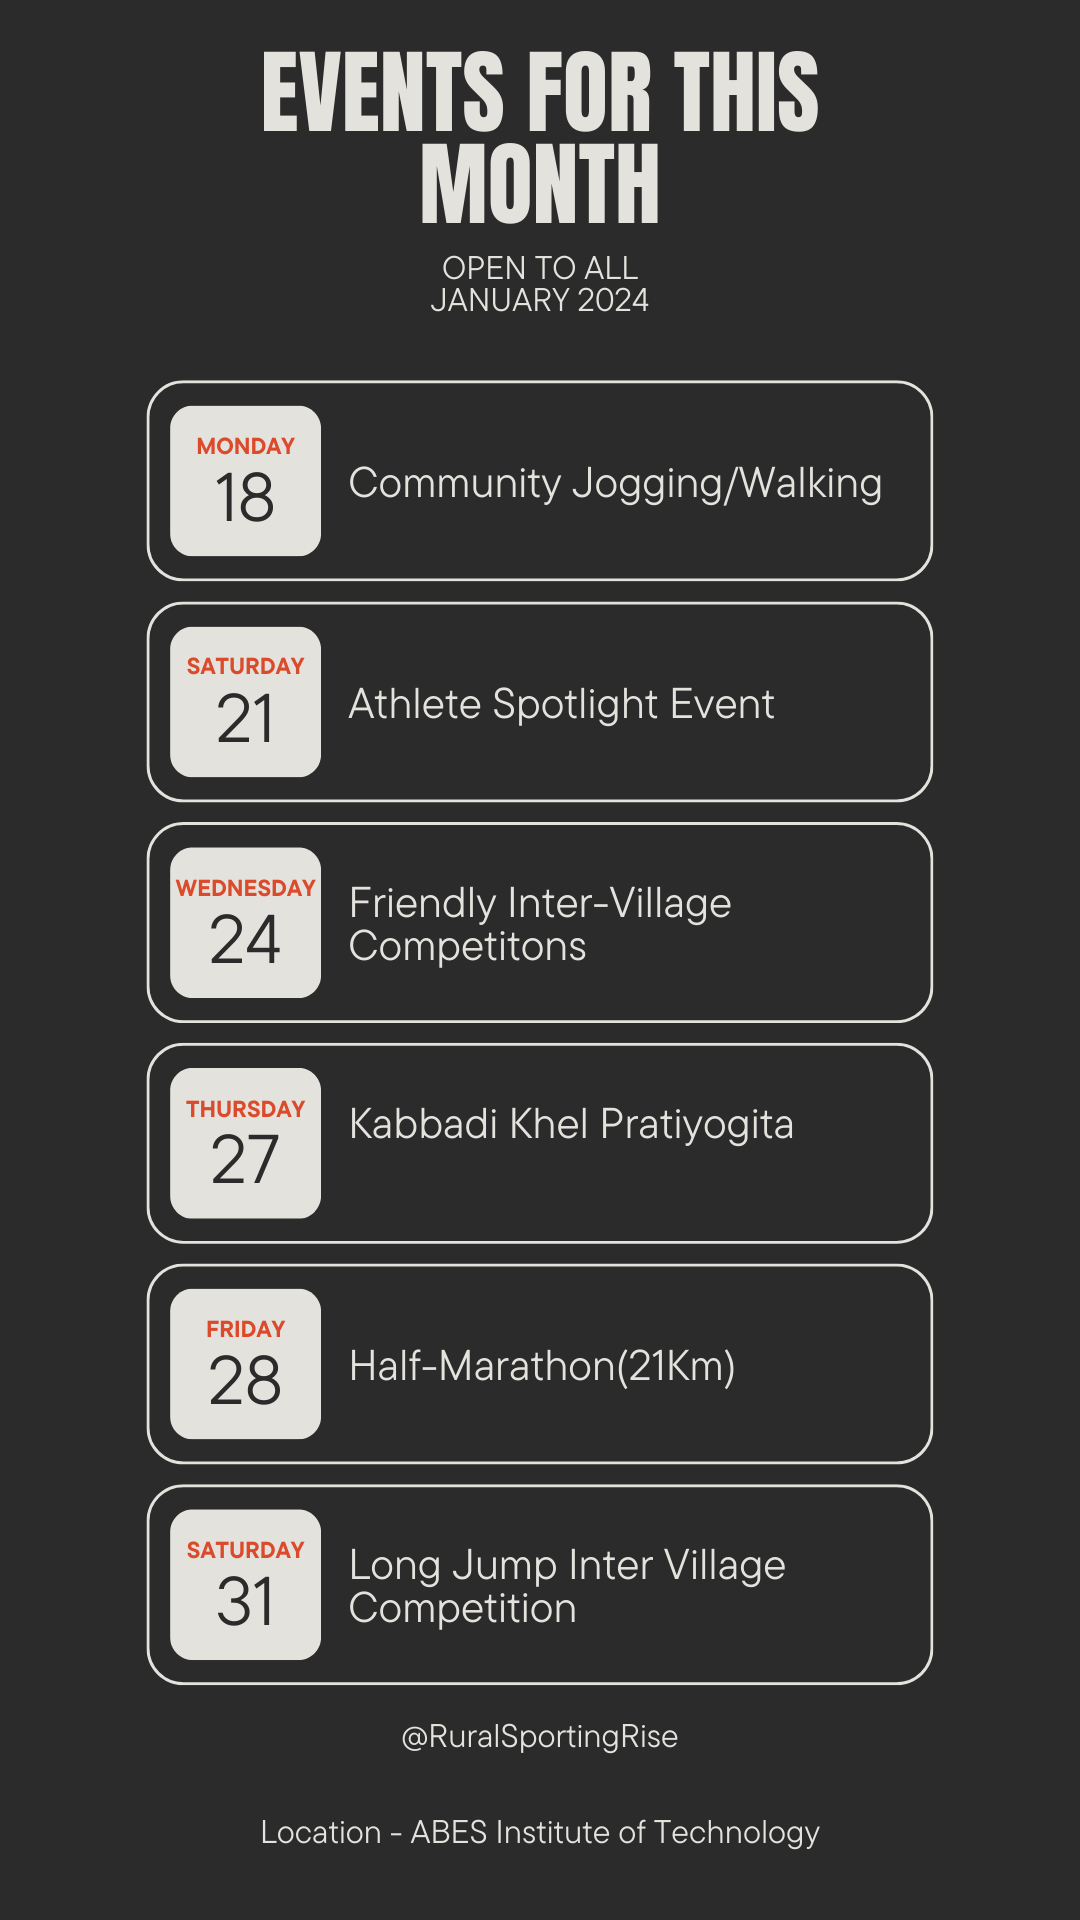 EVENTS FOR THIS
MONTH
OPEN TO ALL
JANUARY 2024
MONDAY
18
Community Jogging/Walking
SATURDAY
21
Athlete Spotlight Event
WEDNESDAY
24
Friendly Inter-Village
Competitons
THURSDAY
27
Kabbadi Khel Pratiyogita
FRIDAY
28
Half-Marathon(21Km)
SATURDAY
31
Long Jump Inter Village
Competition
@RuralSportingRise
Location - ABES Institute of Technology